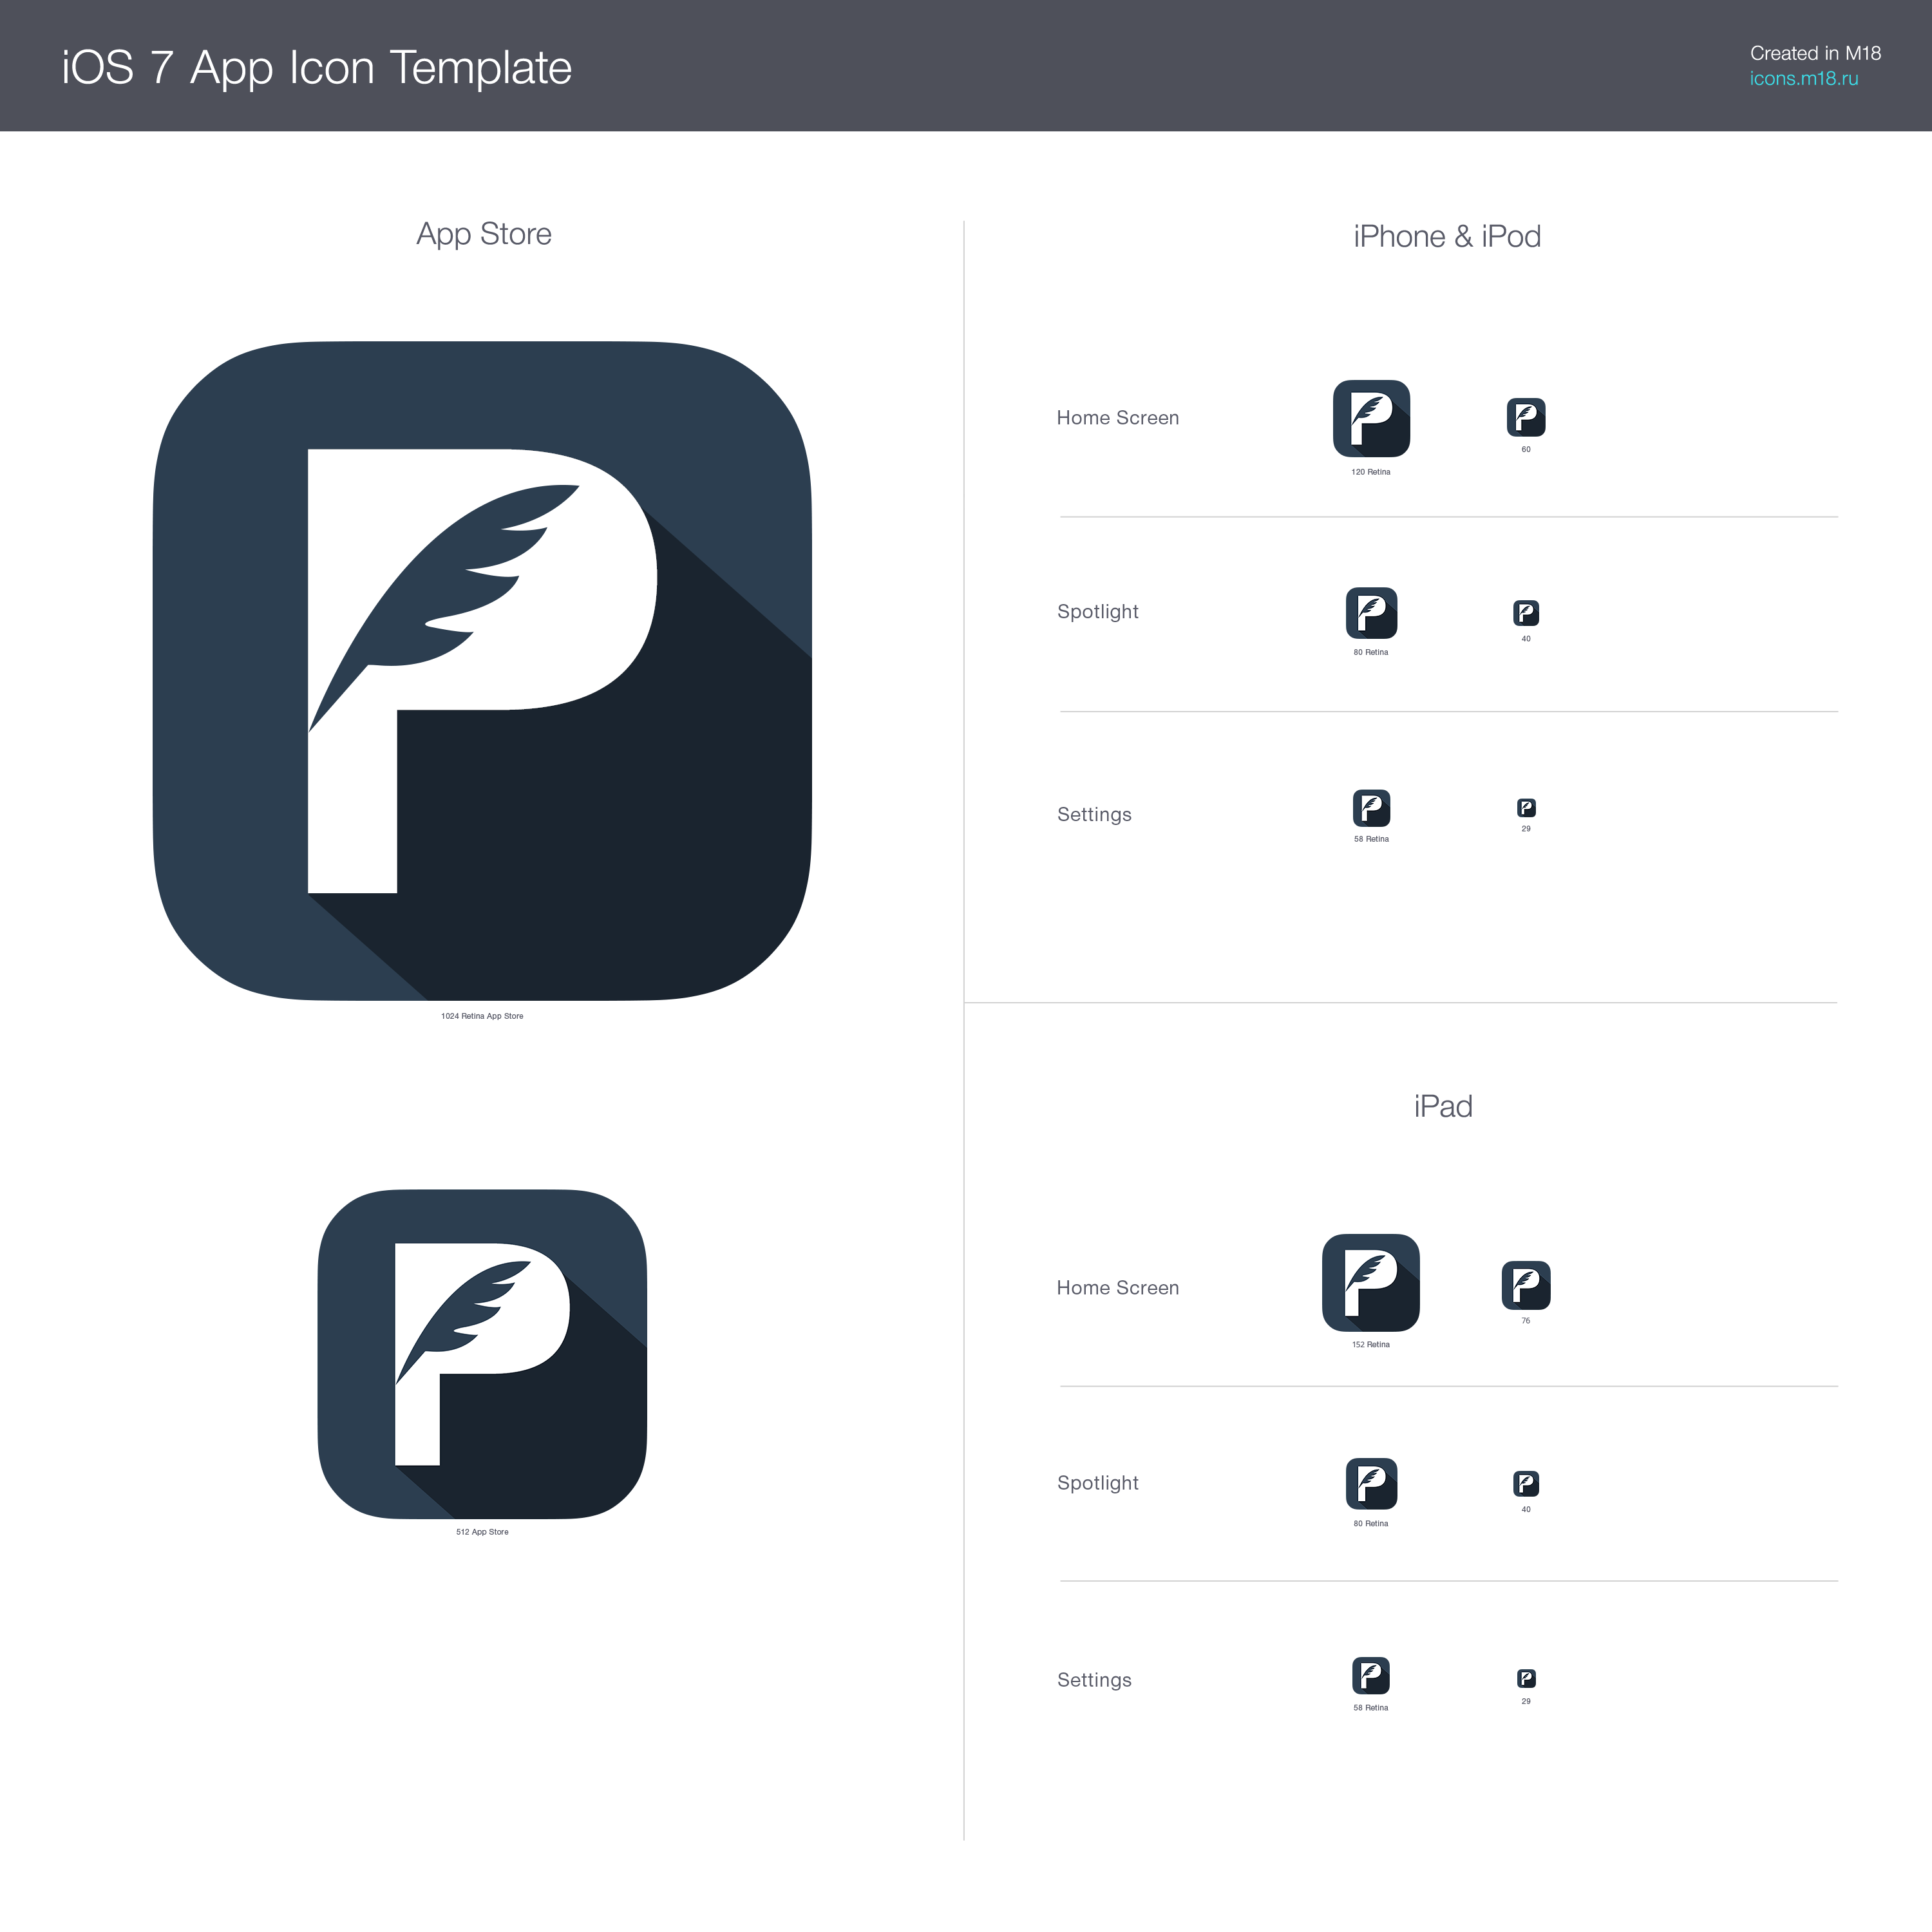 iOS 7 App Icon Template
Created in M18
icons.m18.ru
App Store
P
1024 Retina App Store
P
512 App Store
iPhone & iPod
Home Screen
P
P
120 Retina
60
Spotlight
P
P
80 Retina
40
Settings
P
P
58 Retina
29
iPad
Home Screen
P
P
152 Retina
76
Spotlight
P
P
80 Retina
40
Settings
P
P
58 Retina
29